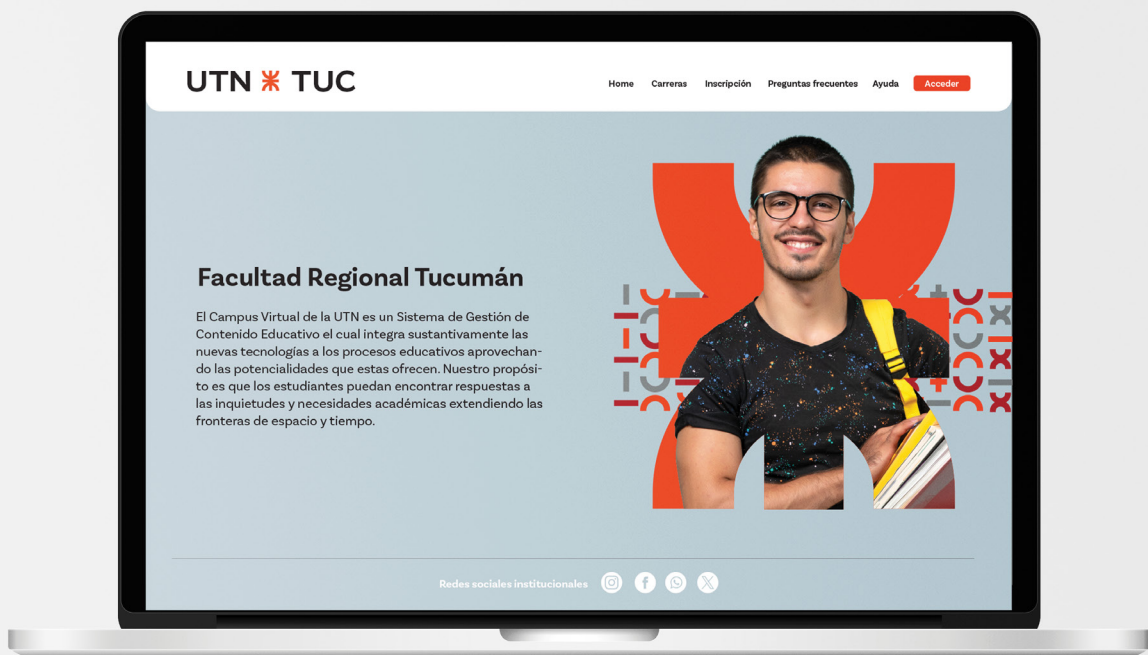 UTN TUC
Home Carreras Inscripción Preguntas frecuentes Ayuda Acceder
Facultad Regional Tucumán
El Campus Virtual de la UTN es un Sistema de Gestión de
Contenido Educativo el cual integra sustantivamente las
nuevas tecnologías a los procesos educativos aprovechan-
do las potencialidades que estas ofrecen. Nuestro propósi-
to es que los estudiantes puedan encontrar respuestas a
las inquietudes y necesidades académicas extendiendo las
fronteras de espacio y tiempo.
Redes sociales institucionales